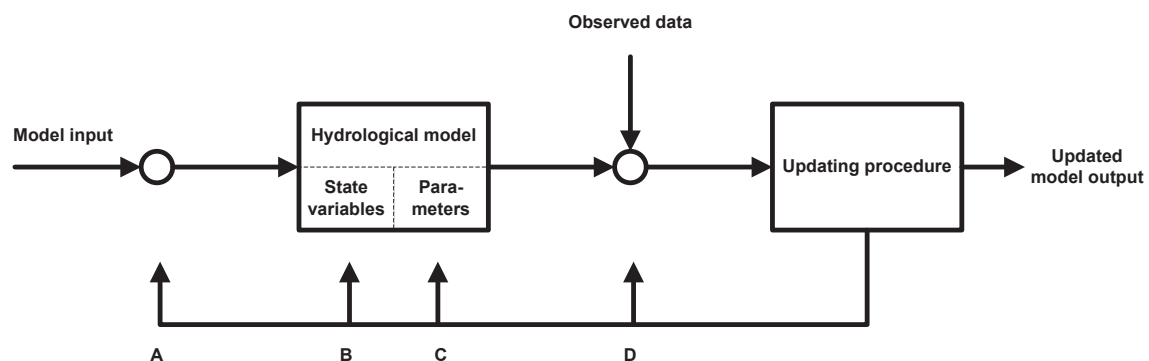 Observed data
Model input
Hydrological model
State
variables
Para-
meters
Updating procedure
Updated
model output
A
B
C
D